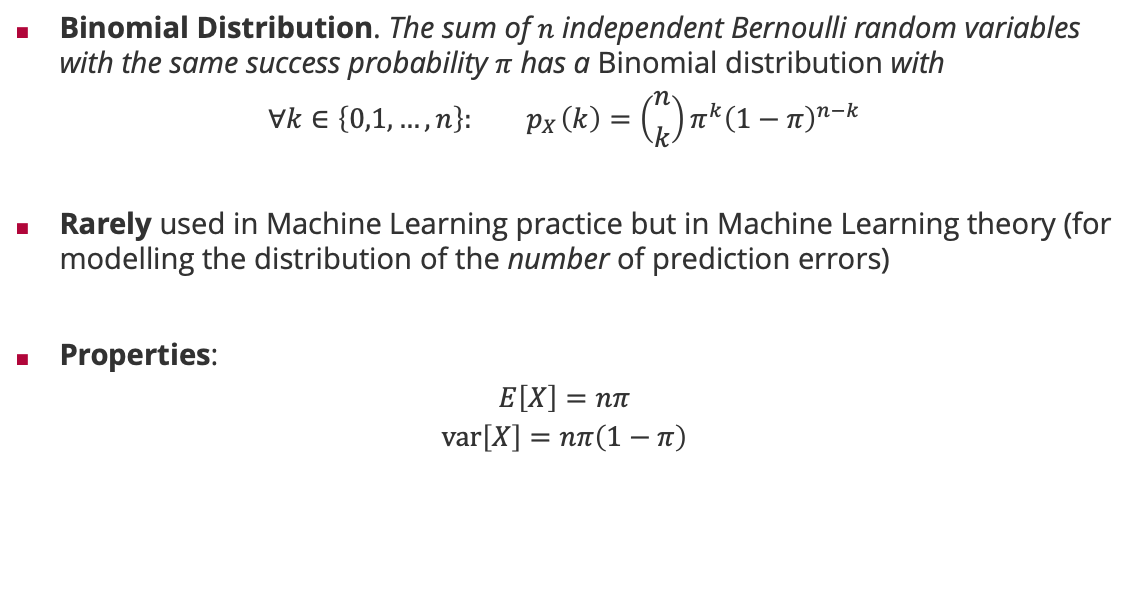 ▪ Binomial Distribution. The sum of n independent Bernoulli random variables
with the same success probability π has a Binomial distribution with
∀k ∈ {0,1, … , n}: p_X(k) = (n k) π^k (1 − π)^{n−k}
▪ Rarely used in Machine Learning practice but in Machine Learning theory (for
modelling the distribution of the number of prediction errors)
▪ Properties:
E[X] = nπ
var[X] = nπ(1 − π)